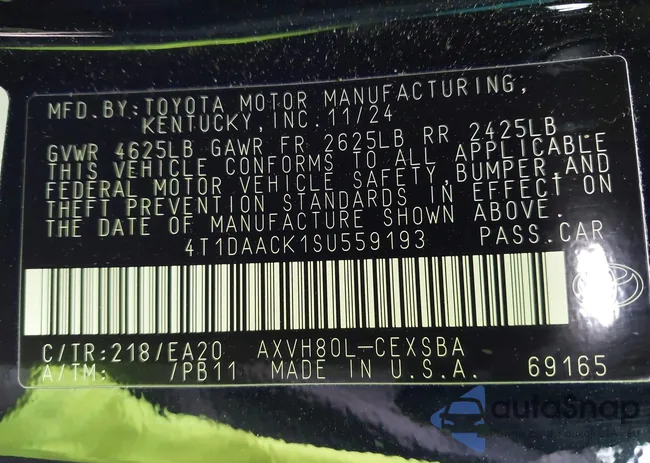 MFD.BY:TOYOTA MOTOR MANUFACTURING,
KENTUCKY,INC.11/24
GVWR 4625LB GAWR FR 2625LB RR 2425LB
THIS VEHICLE CONFORMS TO ALL APPLICABLE
FEDERAL MOTOR VEHICLE SAFETY,BUMPER,AND
THEFT PREVENTION STANDARDS IN EFFECT ON
THE DATE OF MANUFACTURE SHOWN ABOVE.
4T1DAACK1SU559193 PASS.CAR
C/TR:218/EA20 AXVH80L-CEXSBA
A/TM: /PB11 MADE IN U.S.A. 69165
autoSnap